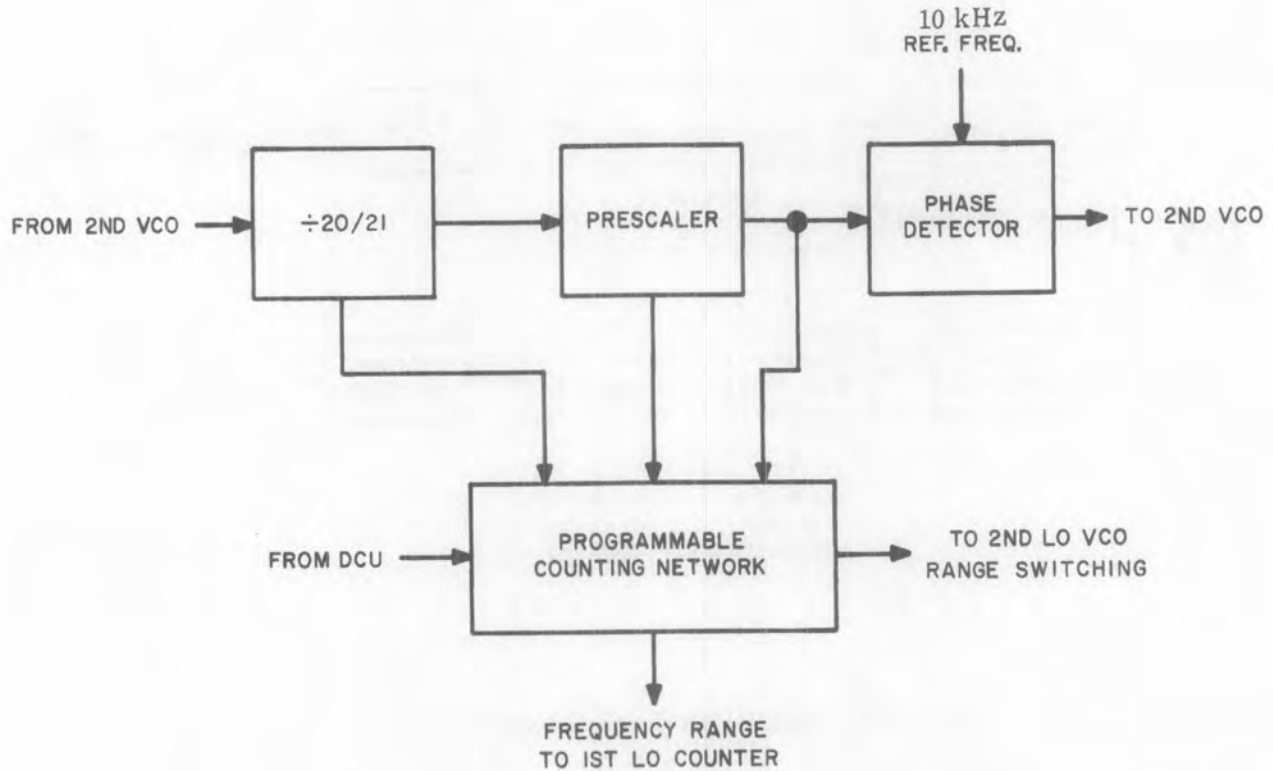 10 kHz
REF. FREQ.
FROM 2ND VCO
÷20/21
PRESCALER
PHASE
DETECTOR
TO 2ND VCO
FROM DCU
PROGRAMMABLE
COUNTING NETWORK
TO 2ND LO VCO
RANGE SWITCHING
FREQUENCY RANGE
TO 1ST LO COUNTER